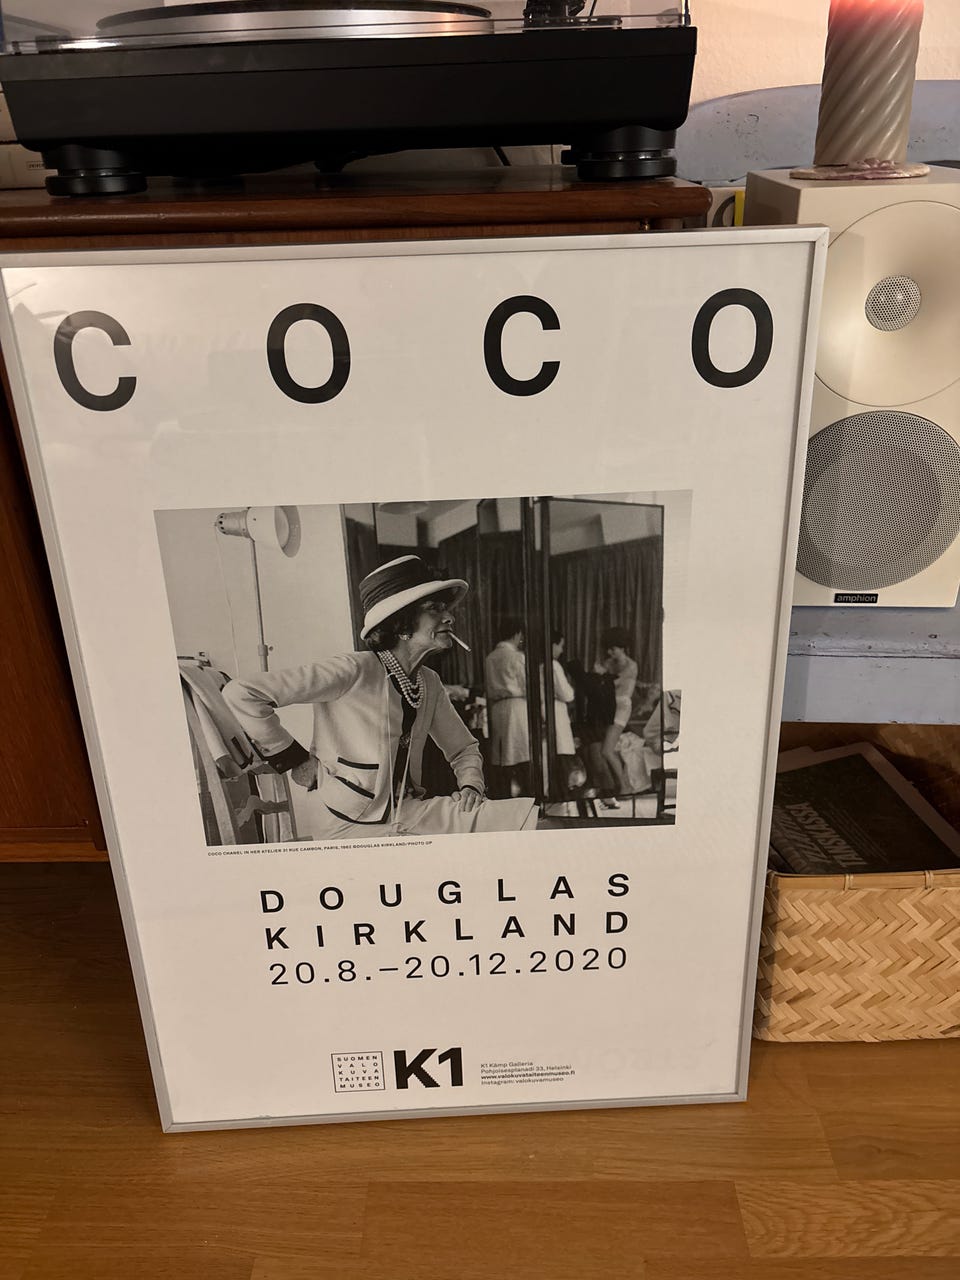 COCO
COCO CHANEL IN HER ATELIER 31 RUE CAMBON, PARIS, 1962 ©DOUGLAS KIRKLAND/PHOTO OP
DOUGLAS
KIRKLAND
20.8.–20.12.2020
SUOMEN
VALO
KUVA
TAITEEN
MUSEO
K1
K1 Kämp Galleria
Pohjoisesplanadi 33, Helsinki
www.valokuvataiteenmuseo.fi
Instagram: valokuvamuseo
amphion